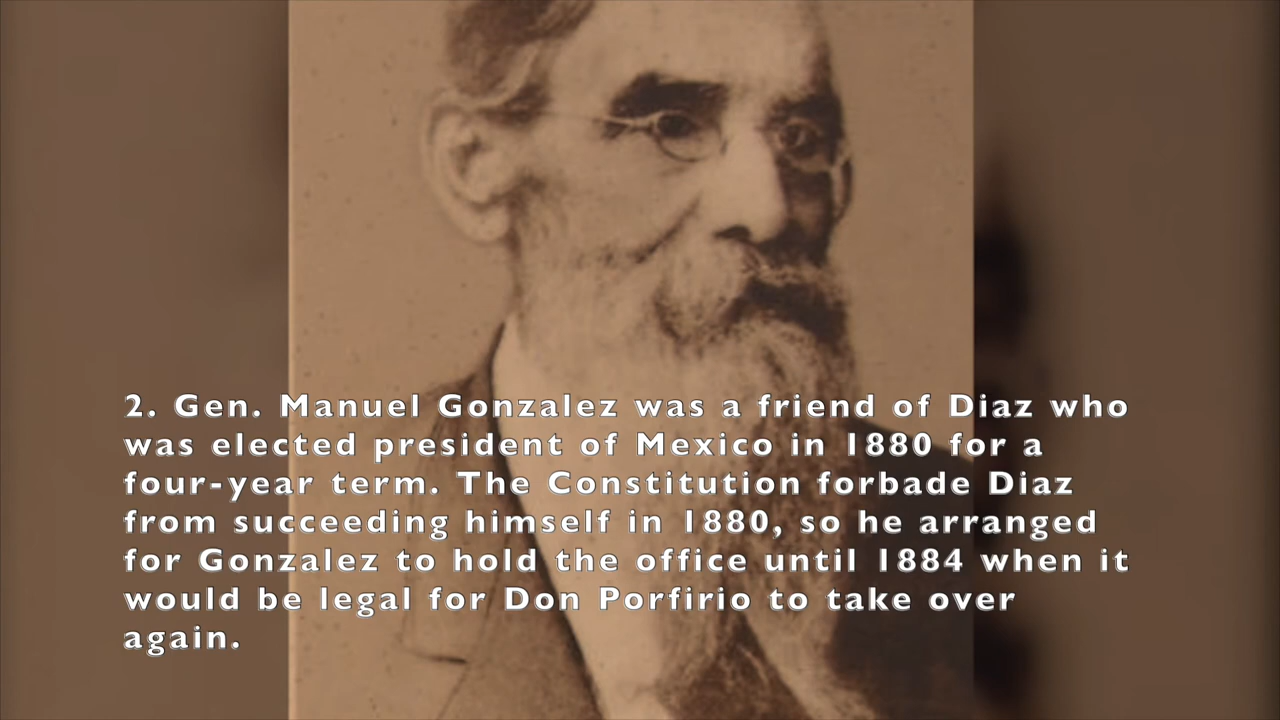 2. Gen. Manuel Gonzalez was a friend of Diaz who
was elected president of Mexico in 1880 for a
four-year term. The Constitution forbade Diaz
from succeeding himself in 1880, so he arranged
for Gonzalez to hold the office until 1884 when it
would be legal for Don Porfirio to take over
again.